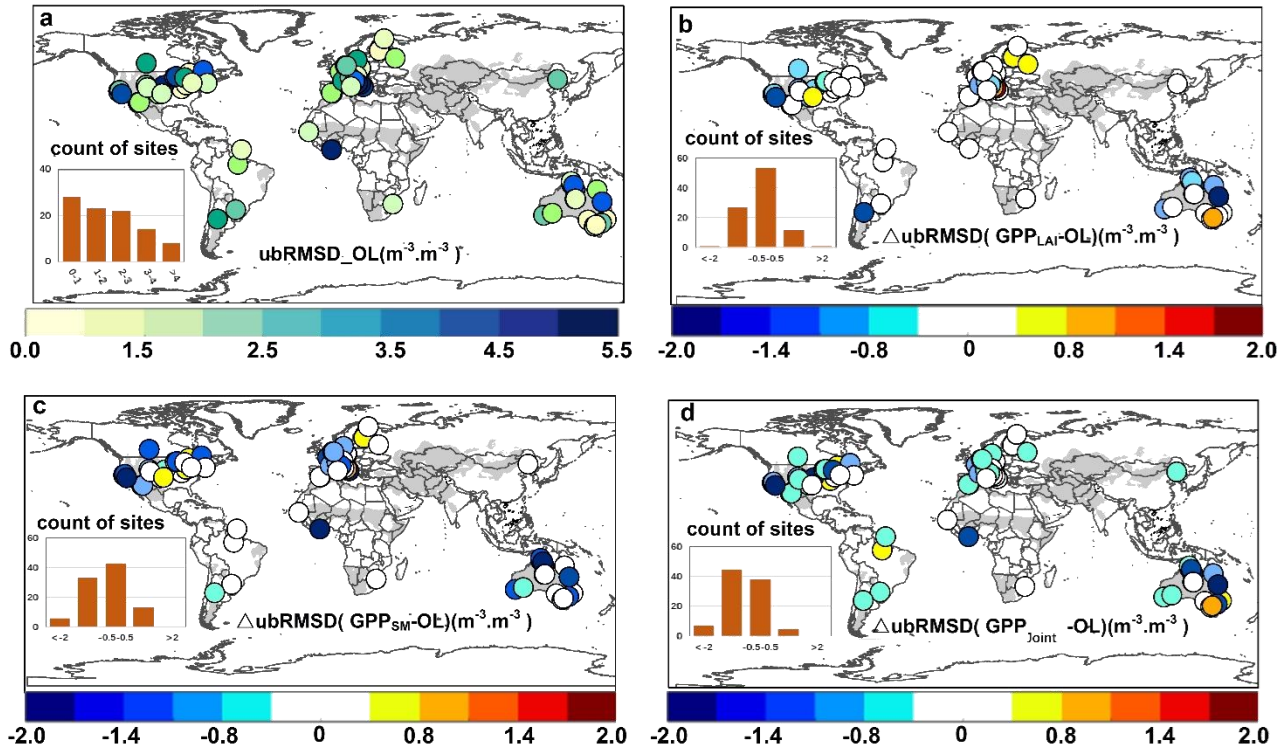 a
count of sites
40
20
0
0-1 1-2 2-3 3-4 >4
ubRMSD_OL(m⁻³.m⁻³ )
0.0 1.5 2.5 3.5 4.5 5.5
b
count of sites
60
40
20
0
<-2 -0.5-0.5 >2
△ubRMSD( GPP_LAI-OL)(m⁻³.m⁻³ )
-2.0 -1.4 -0.8 0 0.8 1.4 2.0
c
count of sites
60
40
20
0
<-2 -0.5-0.5 >2
△ubRMSD( GPP_SM-OL)(m⁻³.m⁻³ )
-2.0 -1.4 -0.8 0 0.8 1.4 2.0
d
count of sites
60
40
20
0
<-2 -0.5-0.5 >2
△ubRMSD( GPP_Joint -OL)(m⁻³.m⁻³ )
-2.0 -1.4 -0.8 0 0.8 1.4 2.0